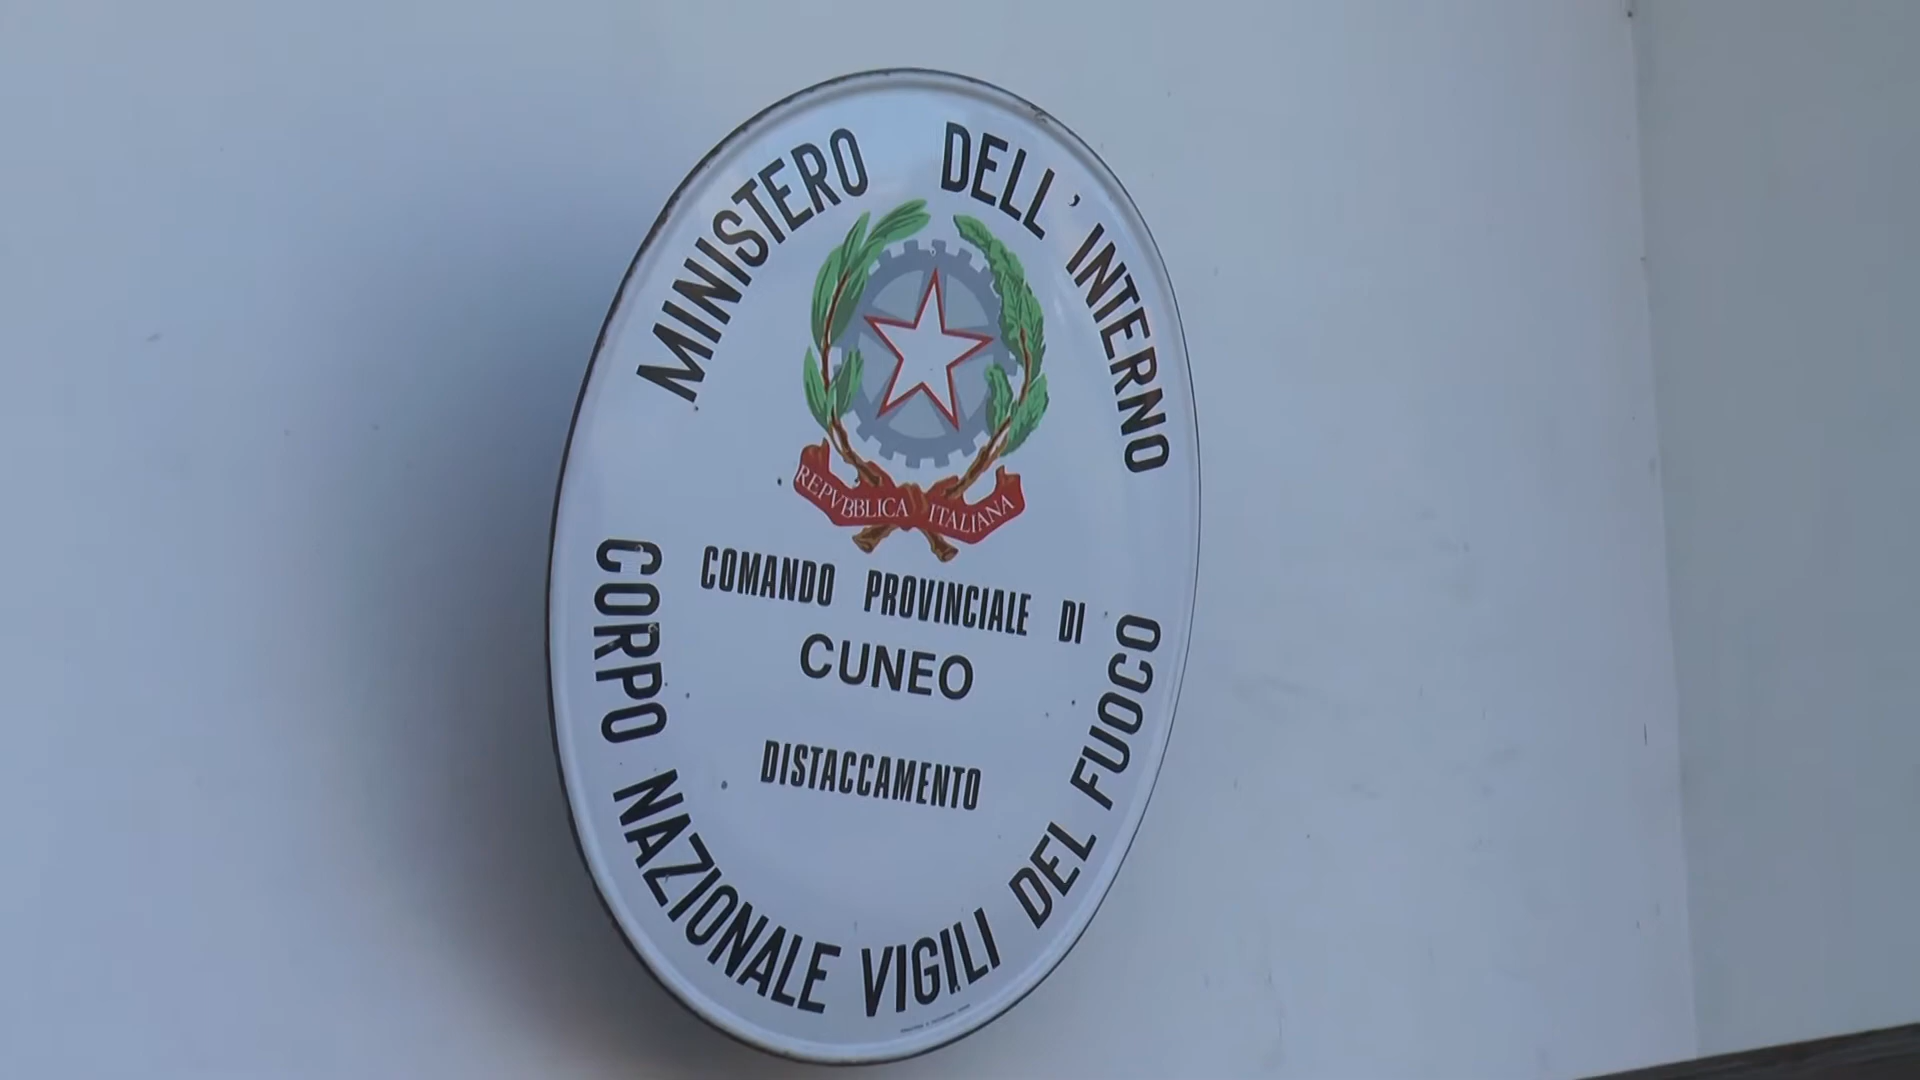 MINISTERO DELL'INTERNO
REPVBBLICA ITALIANA
COMANDO PROVINCIALE DI
CUNEO
DISTACCAMENTO
CORPO NAZIONALE VIGILI DEL FUOCO